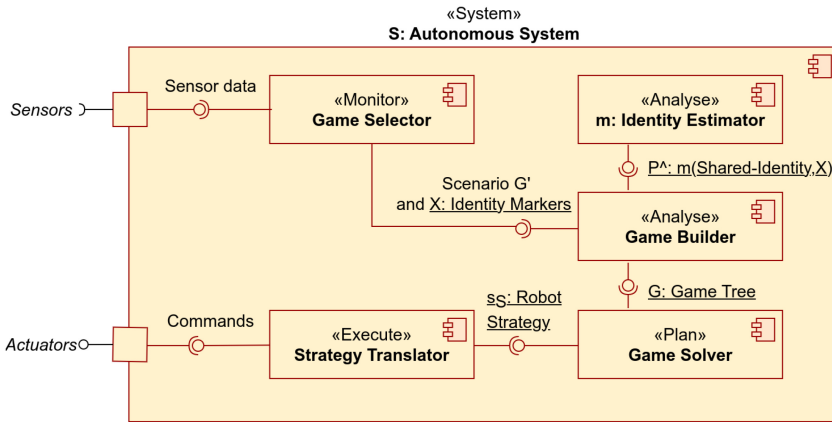 «System»
S: Autonomous System
Sensors
Sensor data
«Monitor»
Game Selector
«Analyse»
m: Identity Estimator
P^: m(Shared-Identity,X)
Scenario G'
and X: Identity Markers
«Analyse»
Game Builder
G: Game Tree
sS: Robot
Strategy
Actuators
Commands
«Execute»
Strategy Translator
«Plan»
Game Solver